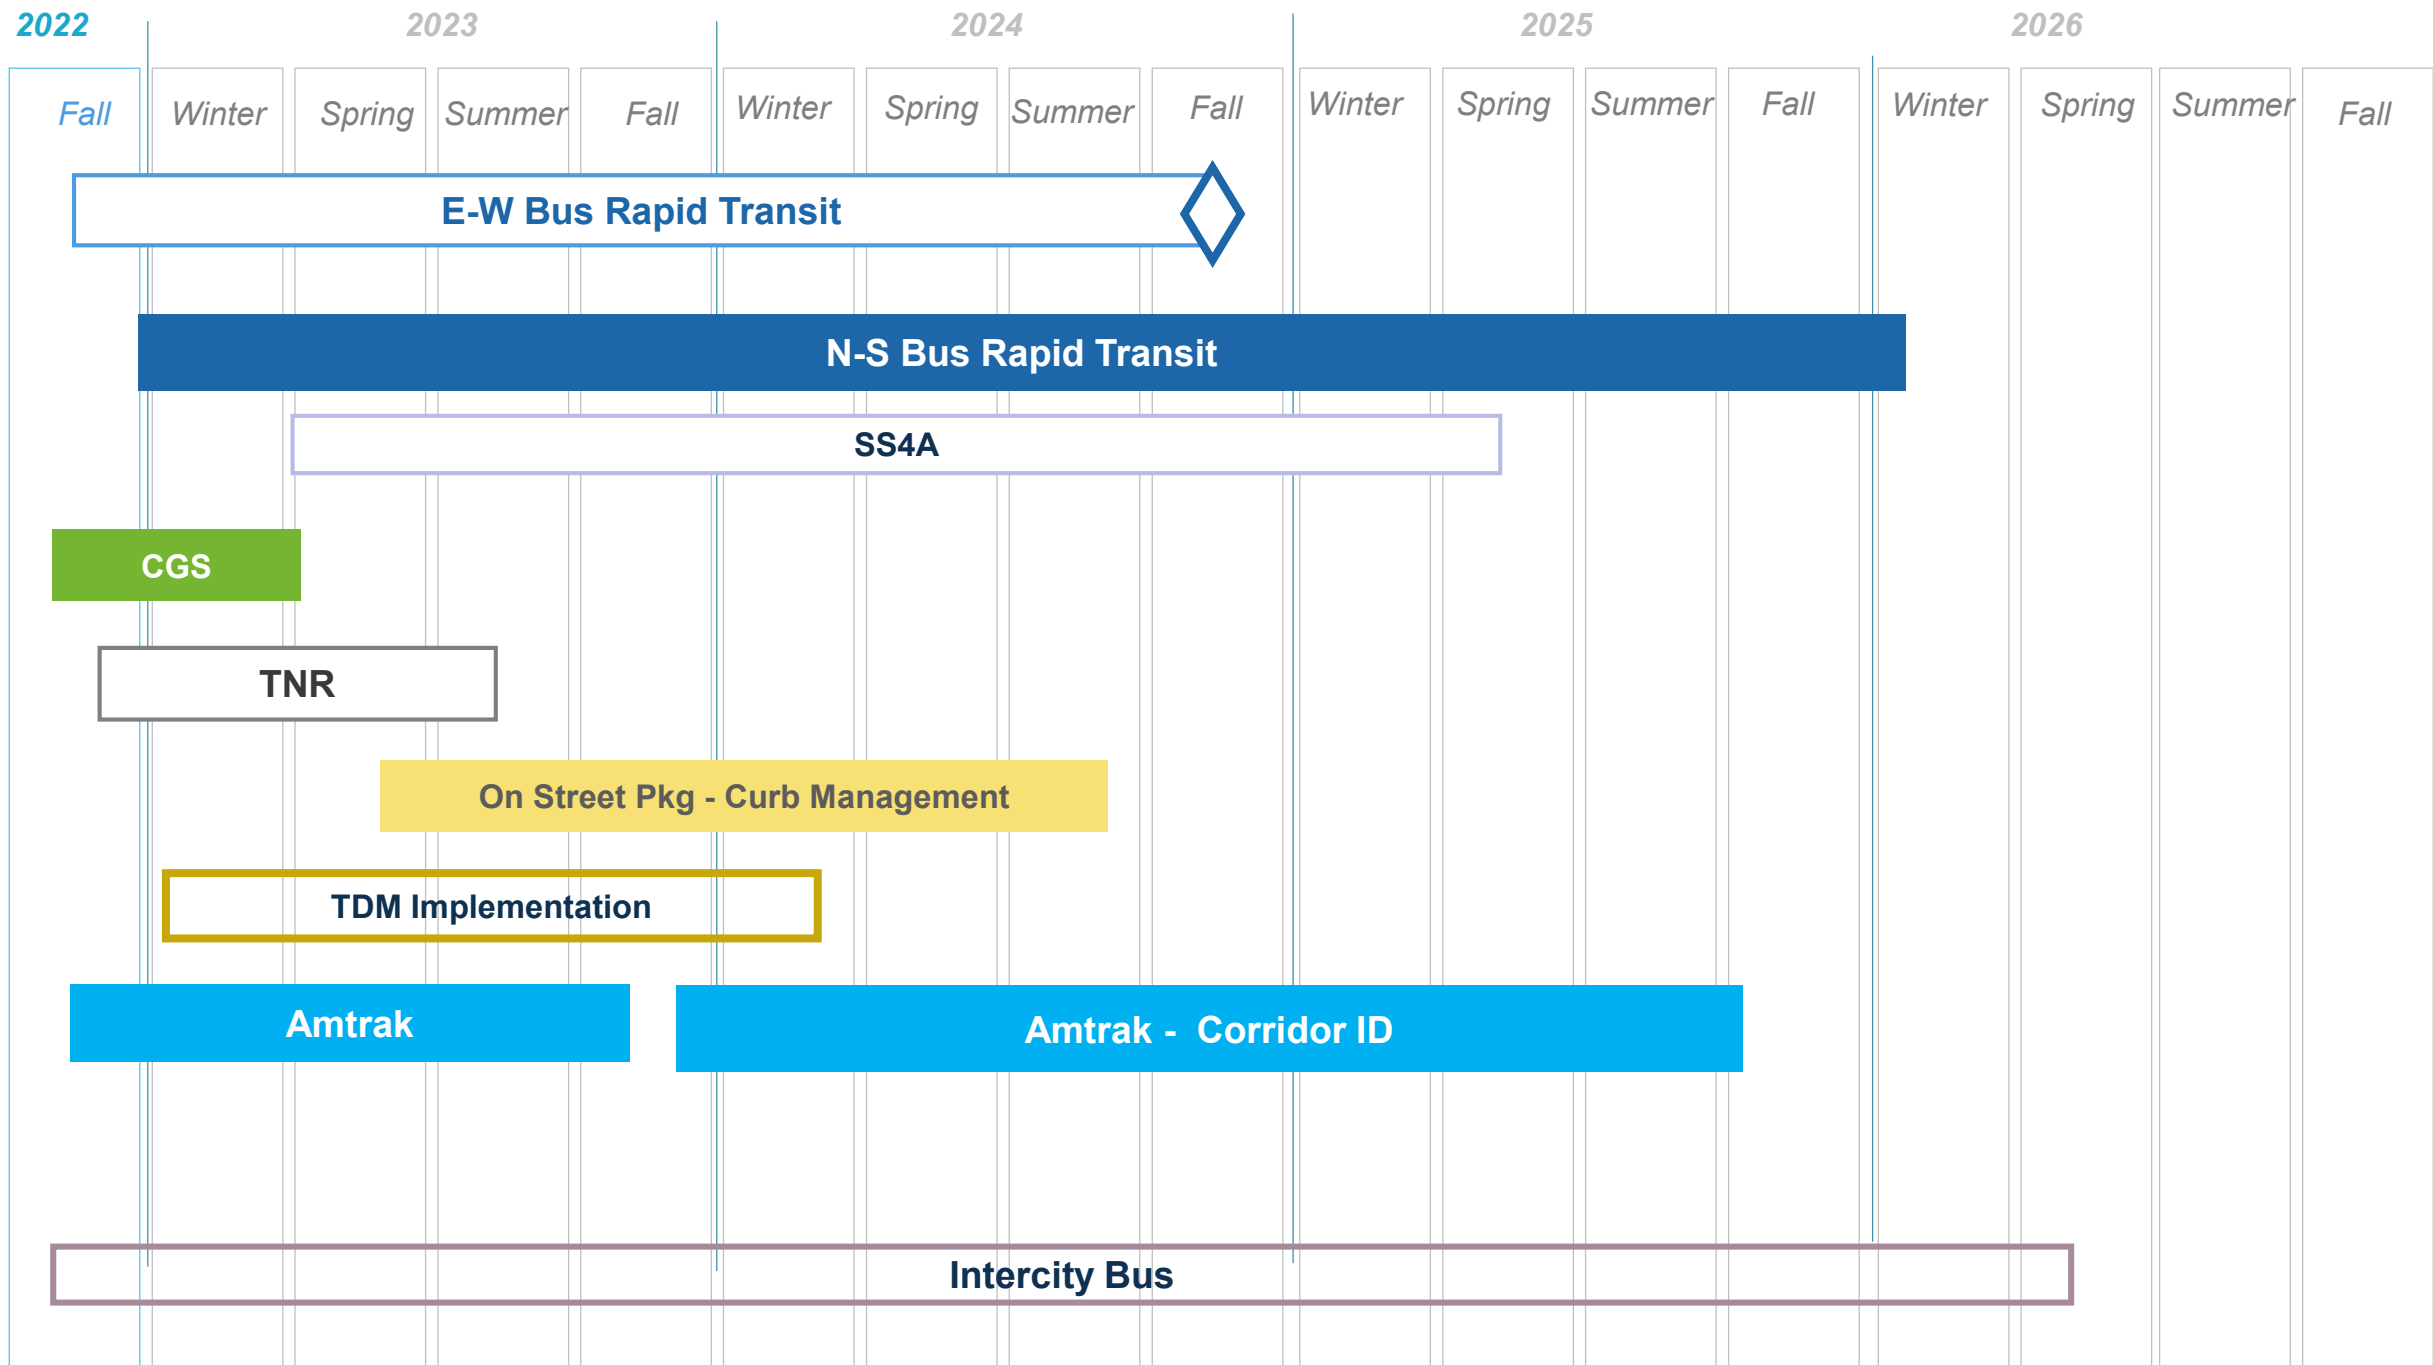 2022 2023 2024 2025 2026
Fall Winter Spring Summer Fall Winter Spring Summer Fall Winter Spring Summer Fall Winter Spring Summer Fall
E-W Bus Rapid Transit
N-S Bus Rapid Transit
SS4A
CGS
TNR
On Street Pkg - Curb Management
TDM Implementation
Amtrak
Amtrak - Corridor ID
Intercity Bus